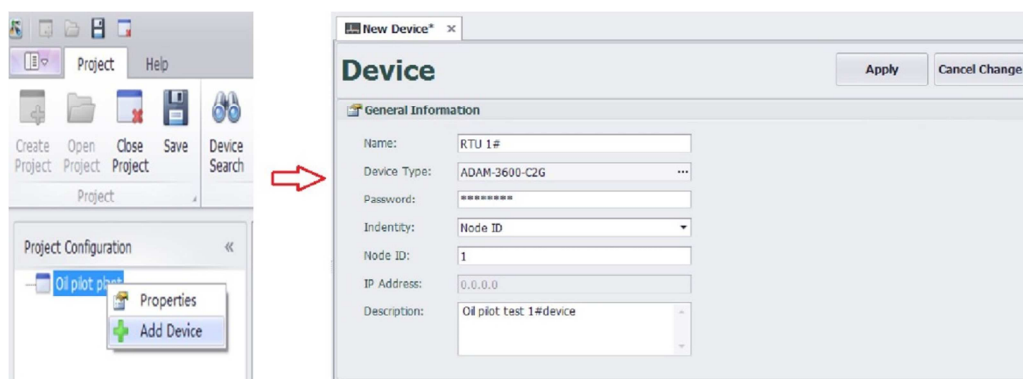 Project Help
Create Project
Open Project
Close Project
Save
Device Search
Project
Project Configuration «
Oil pilot plant
Properties
Add Device
New Device* ×
Device
Apply
Cancel Change
General Information
Name: RTU 1#
Device Type: ADAM-3600-C2G ...
Password: ********
Indentity: Node ID
Node ID: 1
IP Address: 0.0.0.0
Description: Oil pilot test 1#device